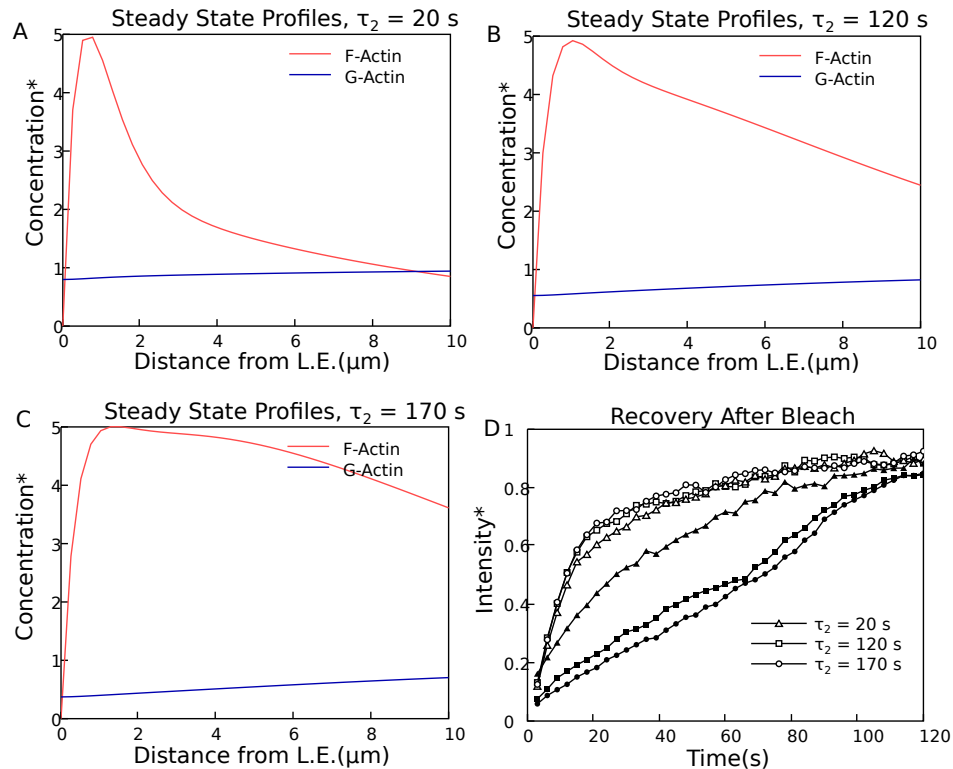 A
Steady State Profiles, τ2 = 20 s
5
4
3
2
1
0
Concentration*
F-Actin
G-Actin
0 2 4 6 8 10
Distance from L.E.(μm)
B
Steady State Profiles, τ2 = 120 s
5
4
3
2
1
0
Concentration*
F-Actin
G-Actin
0 2 4 6 8 10
Distance from L.E.(μm)
C
Steady State Profiles, τ2 = 170 s
5
4
3
2
1
0
Concentration*
F-Actin
G-Actin
0 2 4 6 8 10
Distance from L.E.(μm)
D
Recovery After Bleach
1
0.8
0.6
0.4
0.2
0
Intensity*
τ2 = 20 s
τ2 = 120 s
τ2 = 170 s
0 20 40 60 80 100 120
Time(s)